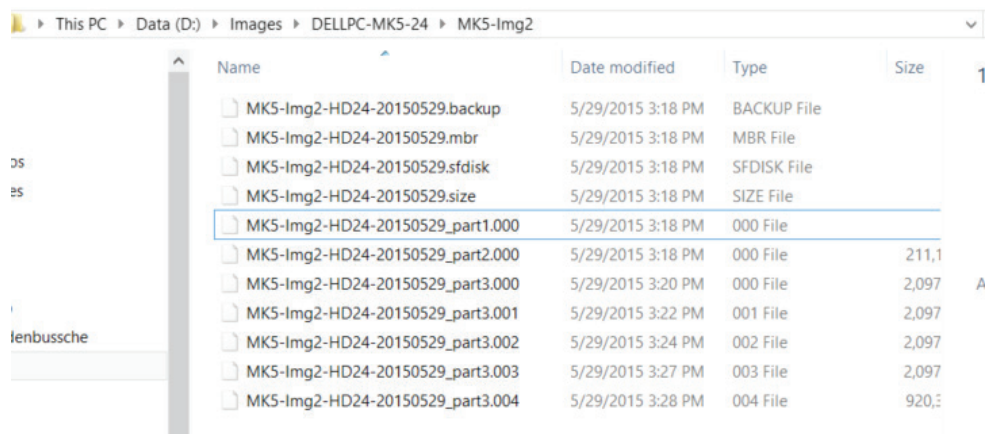 This PC Data (D:) Images DELLPC-MK5-24 MK5-Img2
Name Date modified Type Size
MK5-Img2-HD24-20150529.backup 5/29/2015 3:18 PM BACKUP File
MK5-Img2-HD24-20150529.mbr 5/29/2015 3:18 PM MBR File
os MK5-Img2-HD24-20150529.sfdisk 5/29/2015 3:18 PM SFDISK File
es MK5-Img2-HD24-20150529.size 5/29/2015 3:18 PM SIZE File
MK5-Img2-HD24-20150529_part1.000 5/29/2015 3:18 PM 000 File
MK5-Img2-HD24-20150529_part2.000 5/29/2015 3:18 PM 000 File 211,1
MK5-Img2-HD24-20150529_part3.000 5/29/2015 3:20 PM 000 File 2,097
MK5-Img2-HD24-20150529_part3.001 5/29/2015 3:22 PM 001 File 2,097
denbussche MK5-Img2-HD24-20150529_part3.002 5/29/2015 3:24 PM 002 File 2,097
MK5-Img2-HD24-20150529_part3.003 5/29/2015 3:27 PM 003 File 2,097
MK5-Img2-HD24-20150529_part3.004 5/29/2015 3:28 PM 004 File 920,